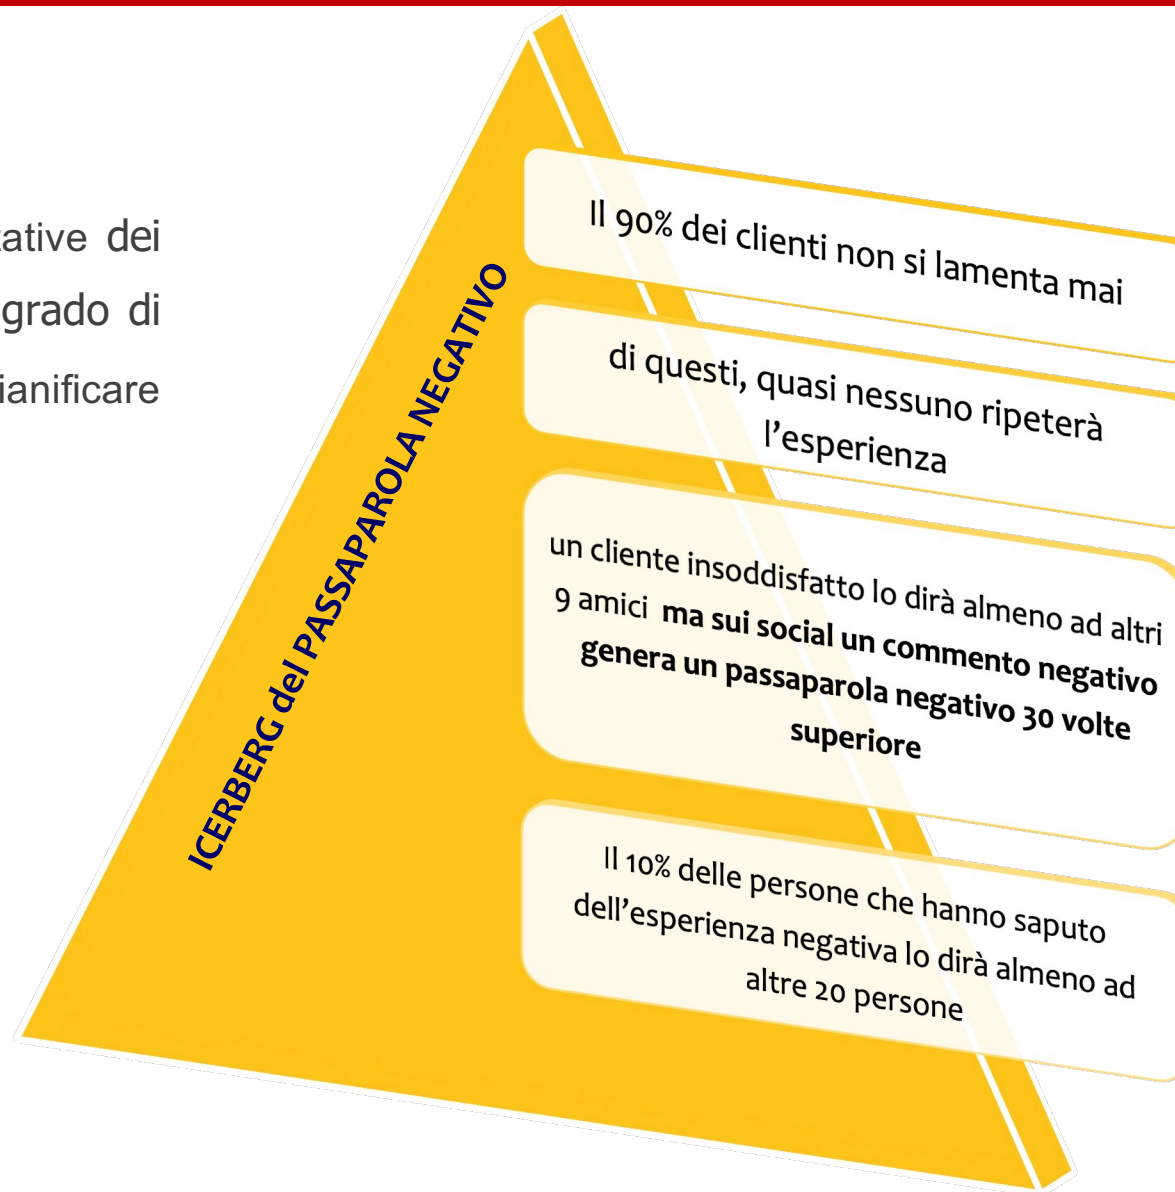 dei
grado di
ICERBERG del PASSAPAROLA NEGATIVO
Il 90% dei clienti non si lamenta mai
di questi, quasi nessuno ripeterà
l'esperienza
un cliente insoddisfatto lo dirà almeno ad altri
9 amici ma sui social un commento negativo
genera un passaparola negativo 30 volte
superiore
Il 10% delle persone che hanno saputo
dell'esperienza negativa lo dirà almeno ad
altre 20 persone